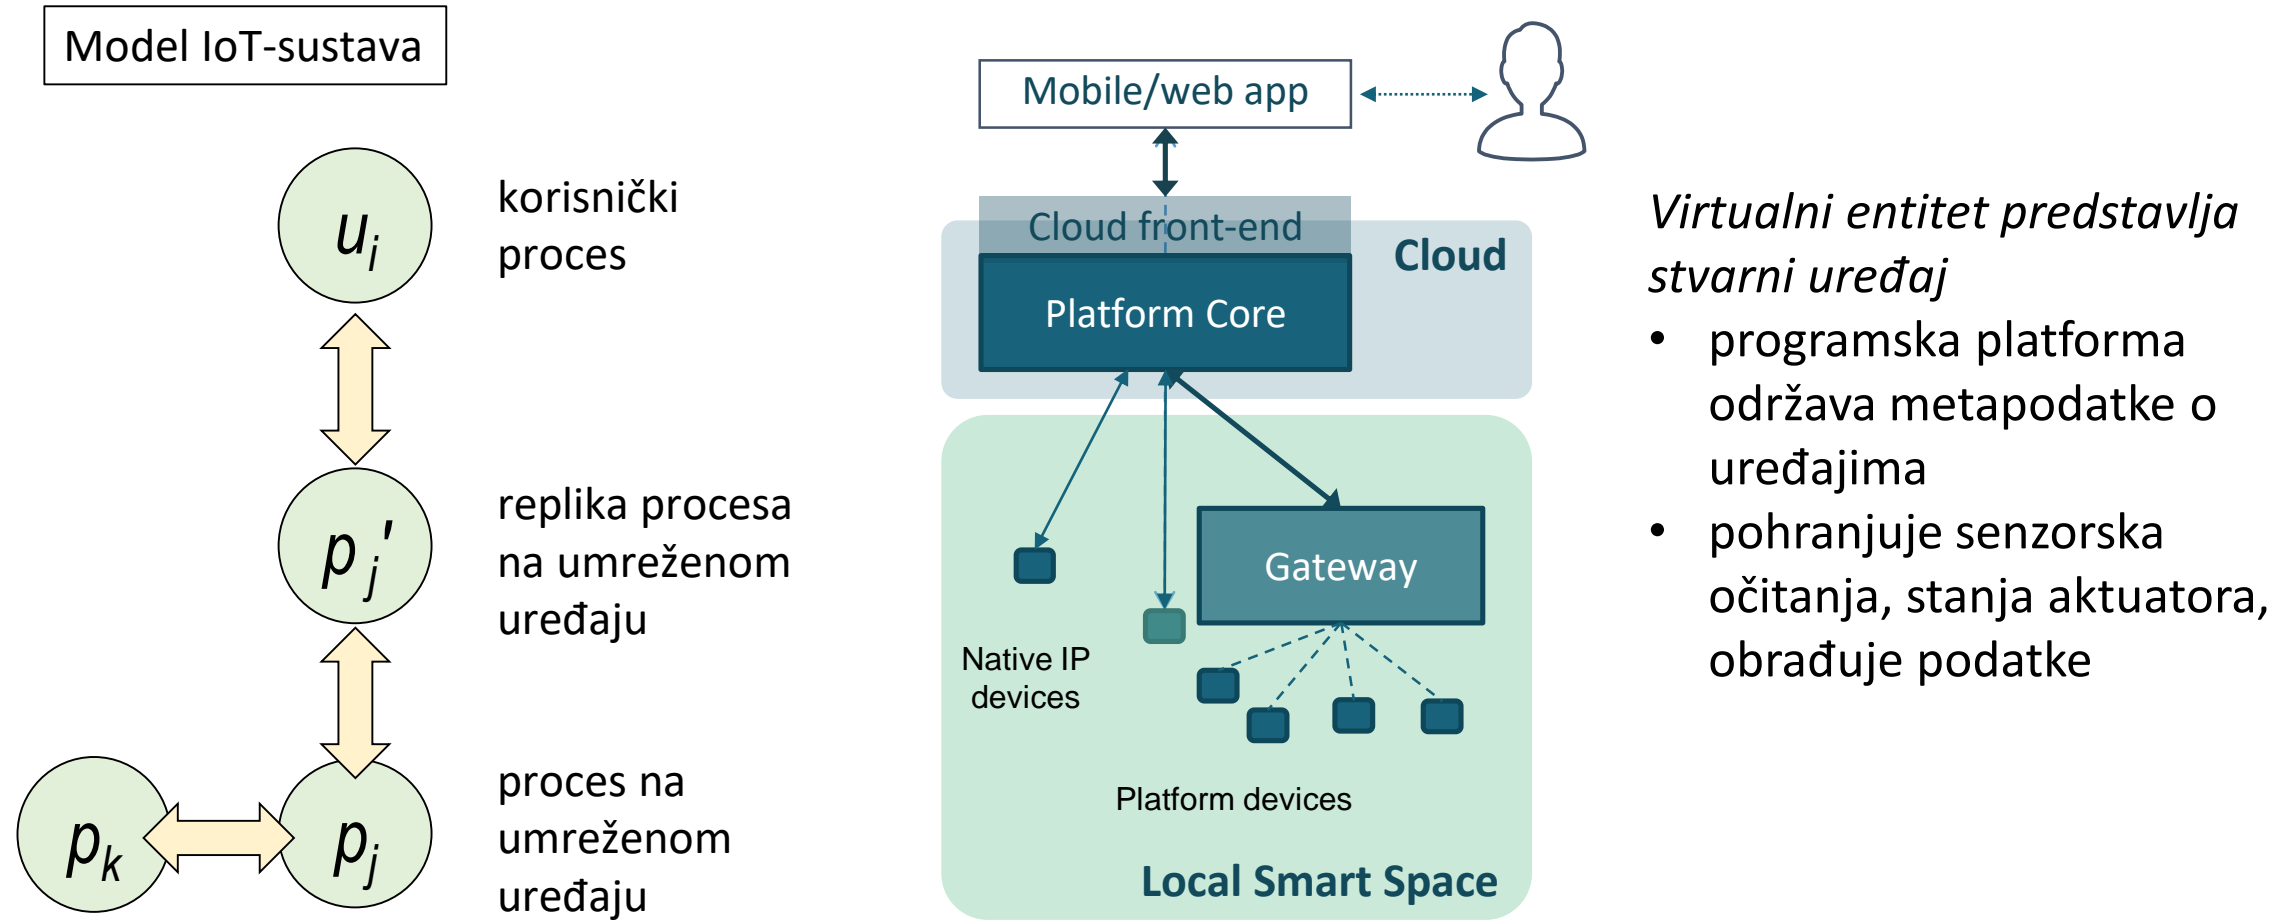 Model IoT-sustava
u_i
korisnički
proces
p_j'
replika procesa
na umreženom
uređaju
p_k
p_j
proces na
umreženom
uređaju
Mobile/web app
Cloud front-end
Cloud
Platform Core
Gateway
Native IP
devices
Platform devices
Local Smart Space
Virtualni entitet predstavlja
stvarni uređaj
• programska platforma
održava metapodatke o
uređajima
• pohranjuje senzorska
očitanja, stanja aktuatora,
obrađuje podatke